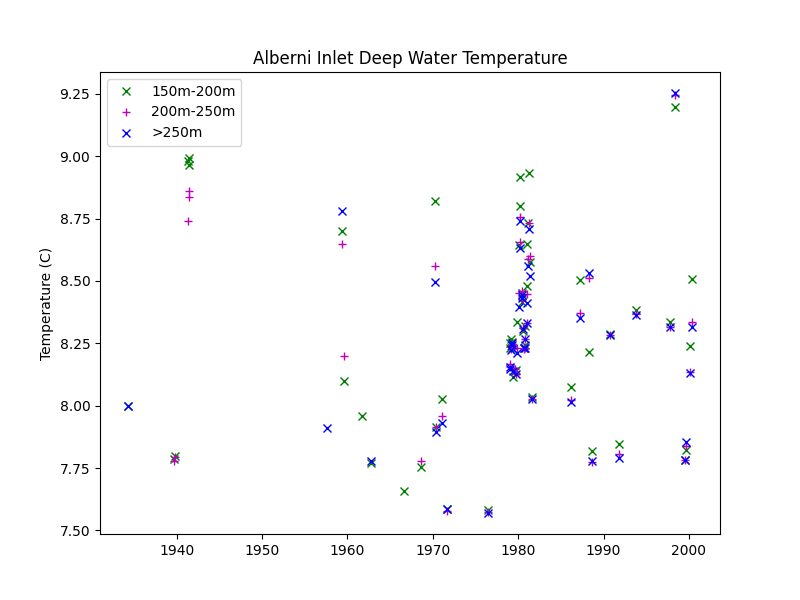 Alberni Inlet Deep Water Temperature
150m-200m
200m-250m
>250m
Temperature (C)
9.25
9.00
8.75
8.50
8.25
8.00
7.75
7.50
1940 1950 1960 1970 1980 1990 2000